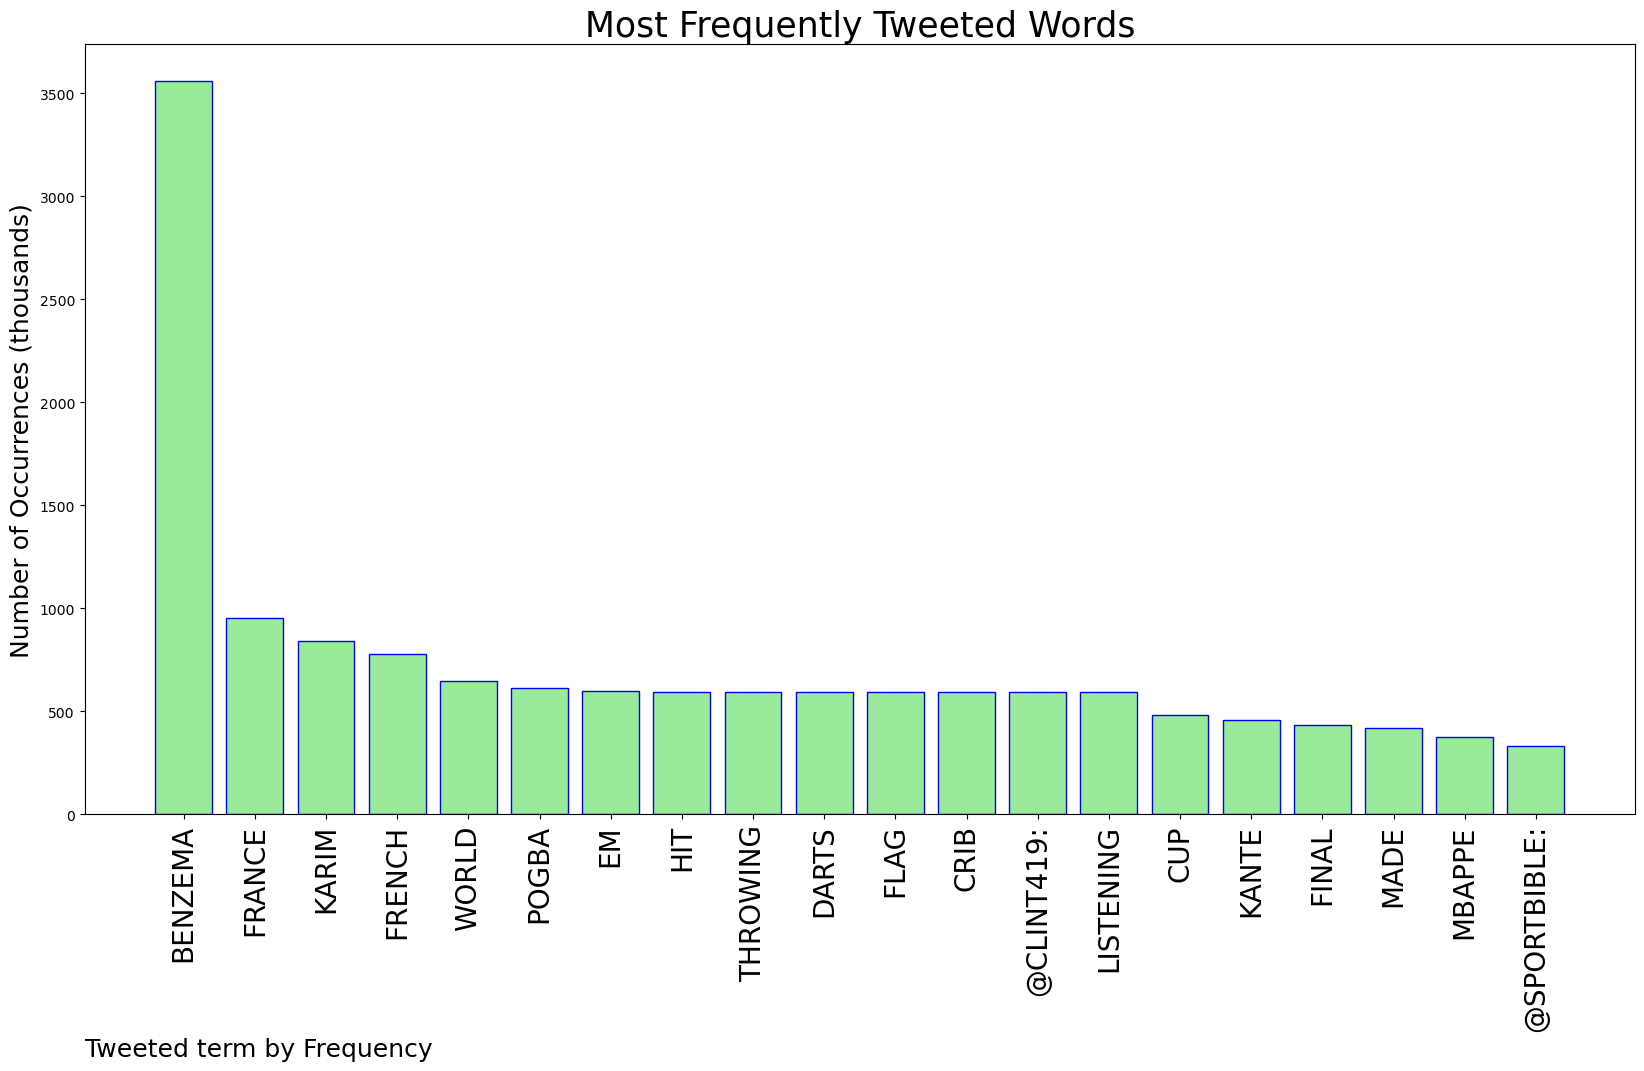 Most Frequently Tweeted Words
Number of Occurrences (thousands)
3500
3000
2500
2000
1500
1000
500
0
BENZEMA
FRANCE
KARIM
FRENCH
WORLD
POGBA
EM
HIT
THROWING
DARTS
FLAG
CRIB
@CLINT419:
LISTENING
CUP
KANTE
FINAL
MADE
MBAPPE
@SPORTBIBLE:
Tweeted term by Frequency